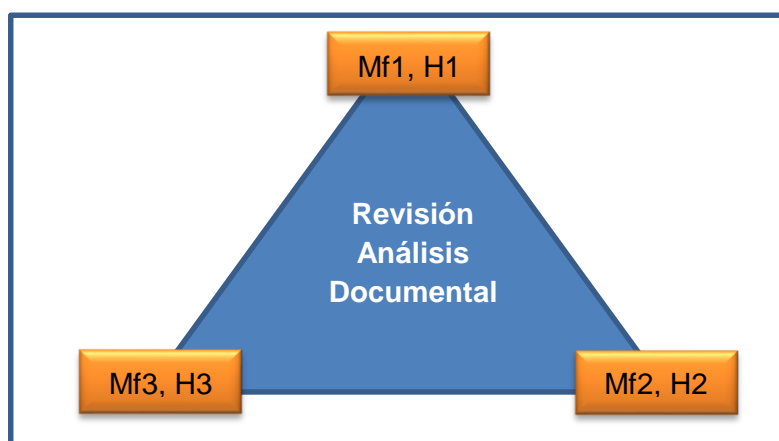 Mf1, H1
Revisión
Análisis
Documental
Mf3, H3
Mf2, H2